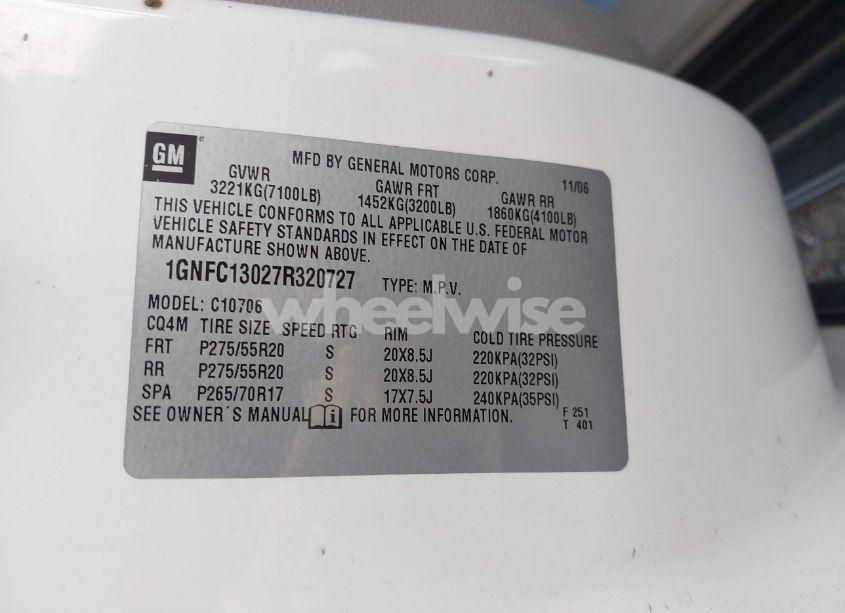 GM
MFD BY GENERAL MOTORS CORP. 11/06
GVWR GAWR FRT GAWR RR
3221KG(7100LB) 1452KG(3200LB) 1860KG(4100LB)
THIS VEHICLE CONFORMS TO ALL APPLICABLE U.S. FEDERAL MOTOR
VEHICLE SAFETY STANDARDS IN EFFECT ON THE DATE OF
MANUFACTURE SHOWN ABOVE.
1GNFC13027R320727 TYPE: M.P.V.
wheelwise
MODEL: C10706
CQ4M TIRE SIZE SPEED RTG RIM COLD TIRE PRESSURE
FRT P275/55R20 S 20X8.5J 220KPA(32PSI)
RR P275/55R20 S 20X8.5J 220KPA(32PSI)
SPA P265/70R17 S 17X7.5J 240KPA(35PSI)
SEE OWNER´S MANUAL FOR MORE INFORMATION.
F 251
T 401